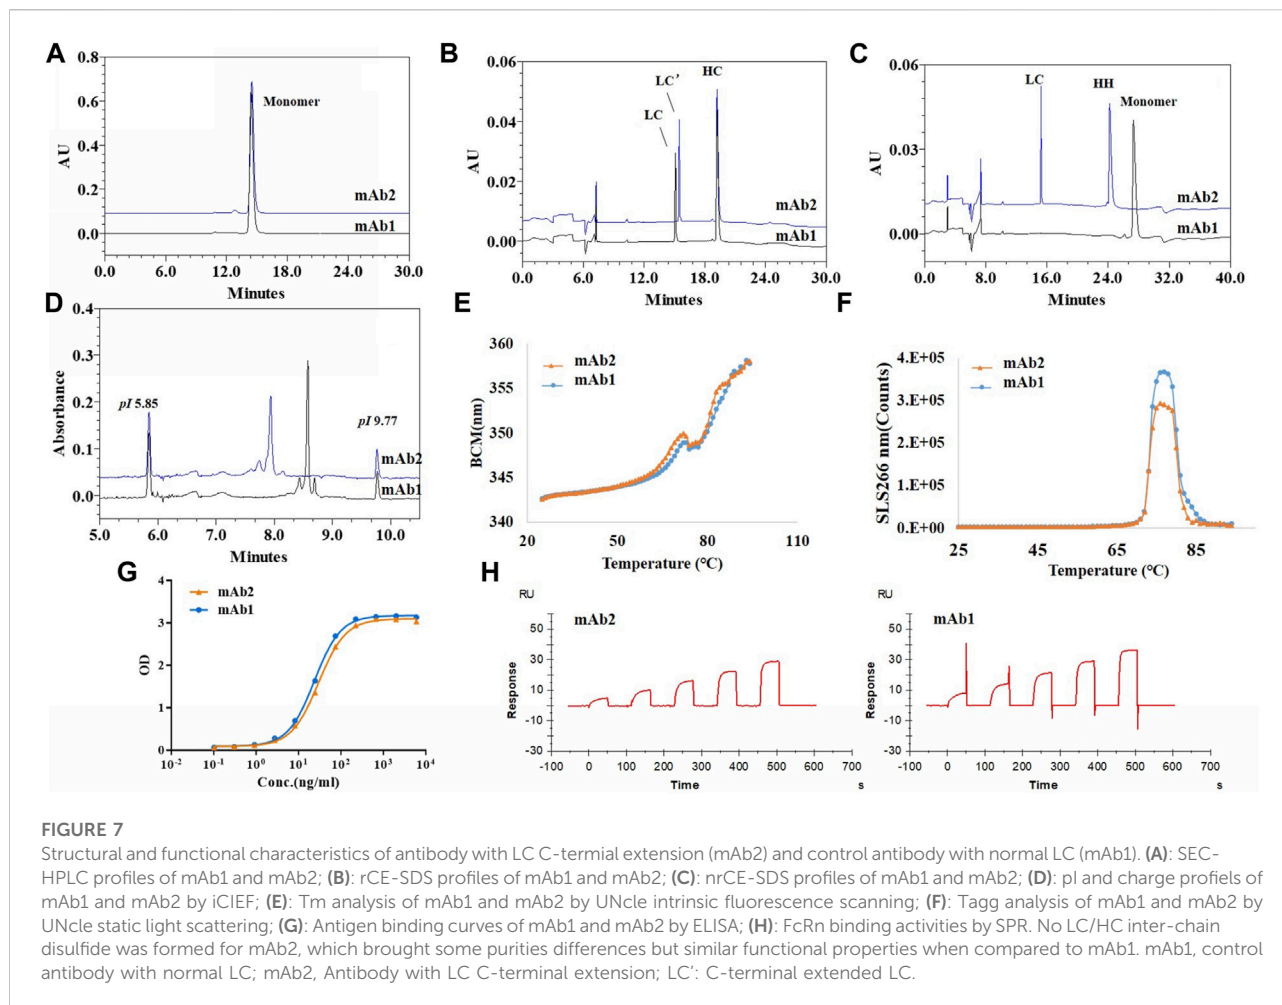 A
0.8
0.6
0.4
0.2
0.0
AU
Monomer
mAb2
mAb1
0.0 6.0 12.0 18.0 24.0 30.0
Minutes
B
0.06
0.04
0.02
0.00
AU
LC
LC’
HC
mAb2
mAb1
0.0 6.0 12.0 18.0 24.0 30.0
Minutes
C
0.06
0.03
0.00
AU
LC
HH
Monomer
mAb2
mAb1
0.0 8.0 16.0 24.0 32.0 40.0
Minutes
D
0.4
0.3
0.2
0.1
0.0
Absorbance
pI 5.85
pI 9.77
mAb2
mAb1
5.0 6.0 7.0 8.0 9.0 10.0
Minutes
E
360
355
350
345
340
BCM(nm)
mAb2
mAb1
20 50 80 110
Temperature (°C)
F
4.E+05
3.E+05
2.E+05
1.E+05
0.E+00
SLS266 nm(Counts)
mAb2
mAb1
25 45 65 85
Temperature (°C)
G
4
3
2
1
0
OD
mAb2
mAb1
10-2 10-1 100 101 102 103 104
Conc.(ng/ml)
H
RU
50
30
10
-10
-30
Response
mAb2
-100 0 100 200 300 400 500 600 700
Time s
RU
50
30
10
-10
-30
Response
mAb1
-100 0 100 200 300 400 500 600 700
Time s
FIGURE 7
Structural and functional characteristics of antibody with LC C-termial extension (mAb2) and control antibody with normal LC (mAb1). (A): SEC-
HPLC profiles of mAb1 and mAb2; (B): rCE-SDS profiles of mAb1 and mAb2; (C): nrCE-SDS profiles of mAb1 and mAb2; (D): pI and charge profiels of
mAb1 and mAb2 by iCIEF; (E): Tm analysis of mAb1 and mAb2 by UNcle intrinsic fluorescence scanning; (F): Tagg analysis of mAb1 and mAb2 by
UNcle static light scattering; (G): Antigen binding curves of mAb1 and mAb2 by ELISA; (H): FcRn binding activities by SPR. No LC/HC inter-chain
disulfide was formed for mAb2, which brought some purities differences but similar functional properties when compared to mAb1. mAb1, control
antibody with normal LC; mAb2, Antibody with LC C-terminal extension; LC’: C-terminal extended LC.